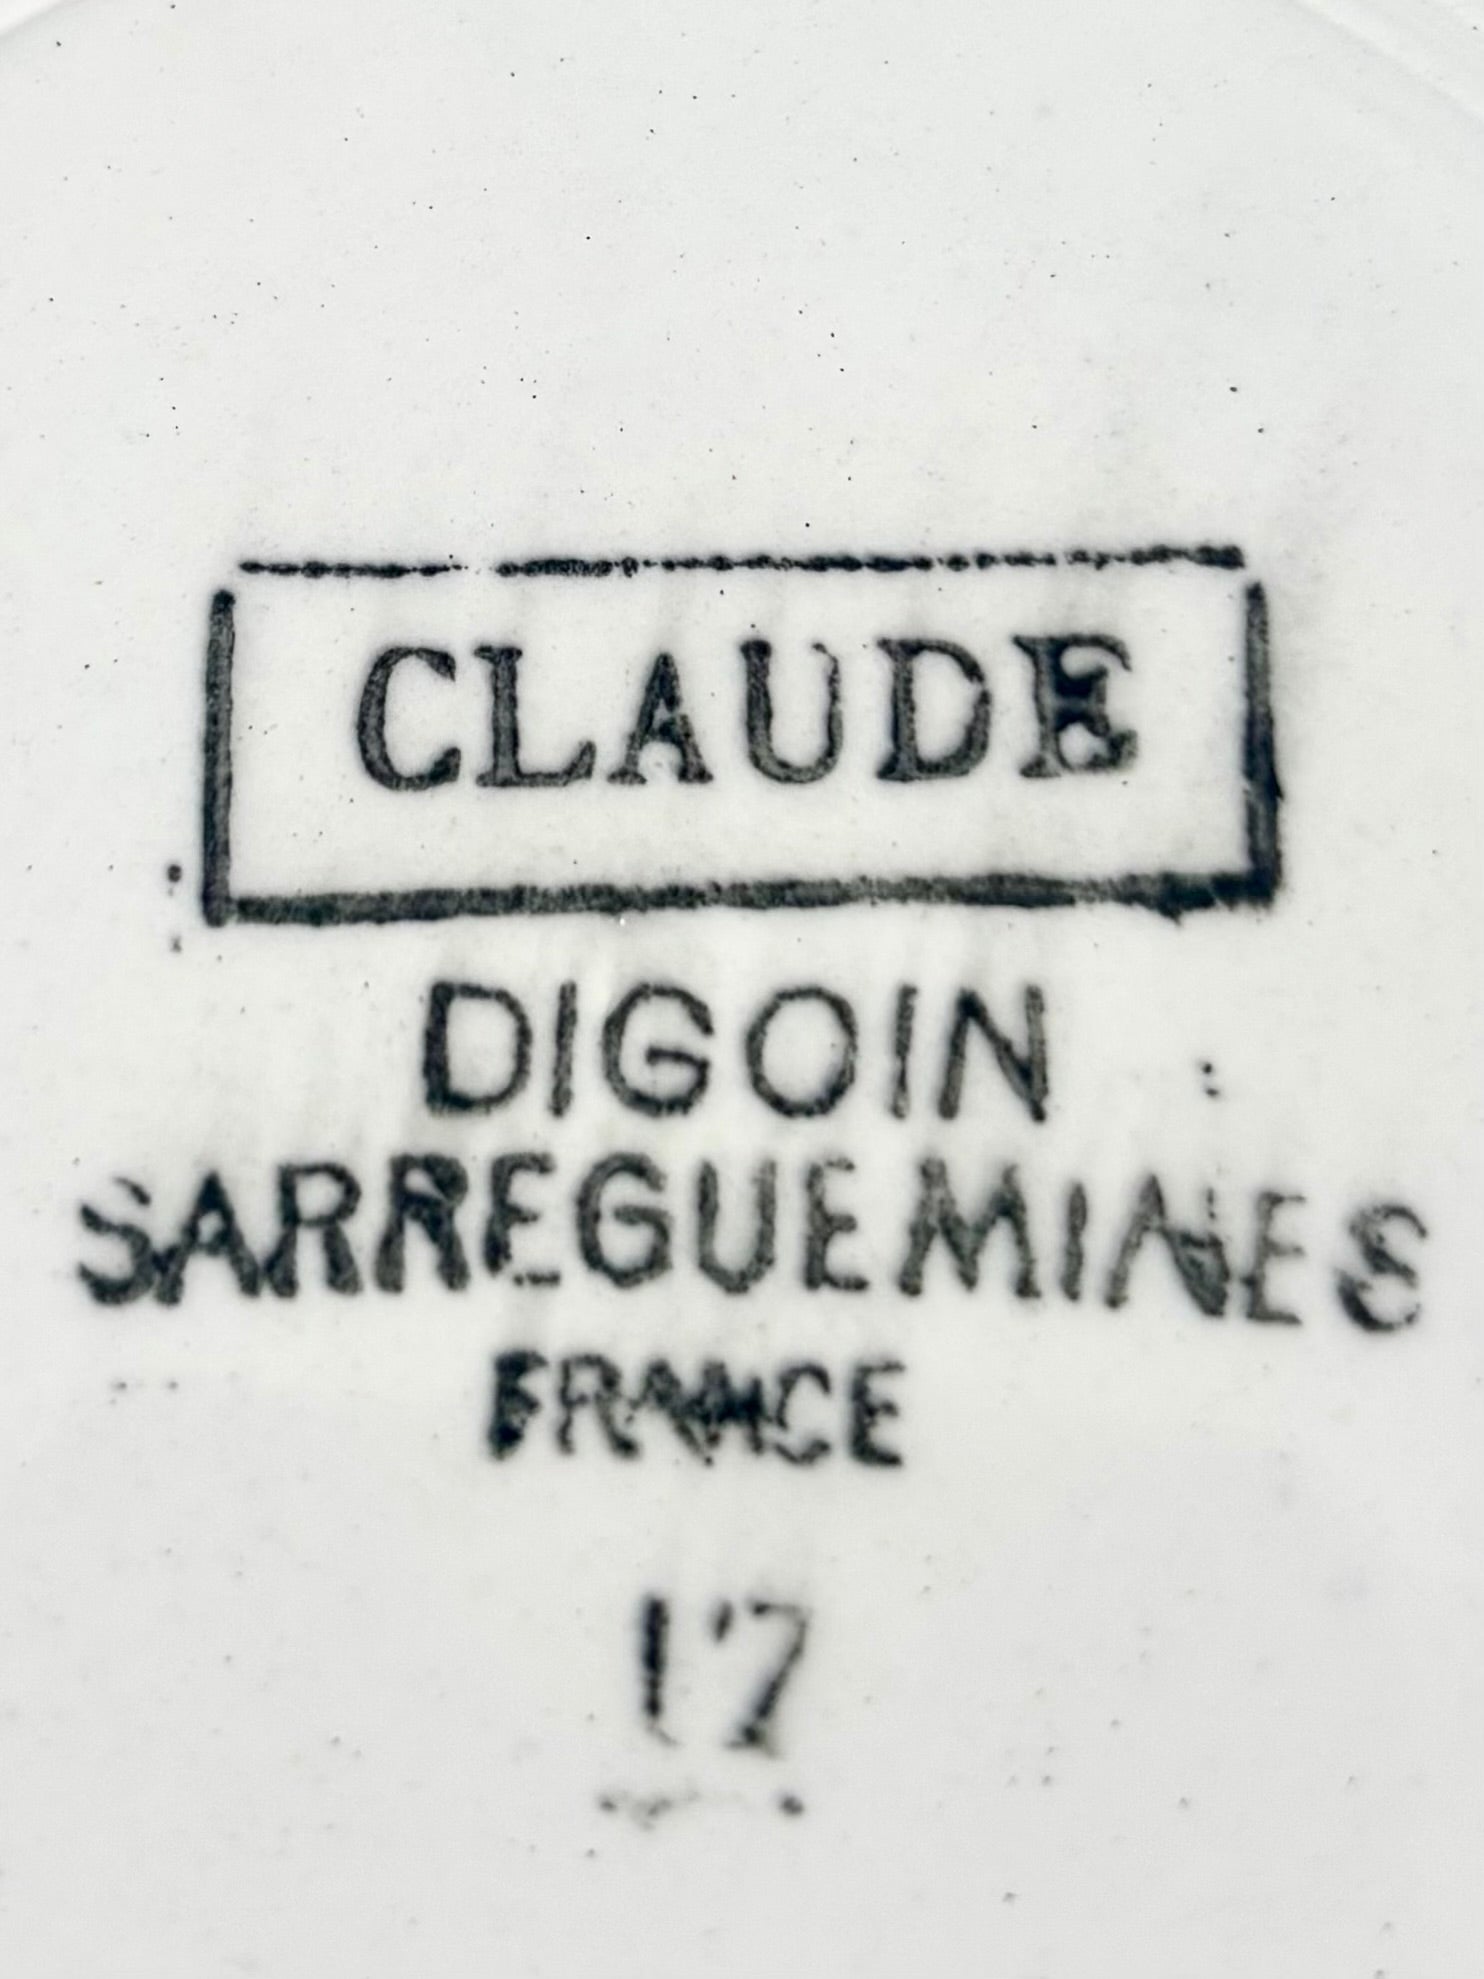 CLAUDE
DIGOIN
SARREGUEMINES
FRANCE
17